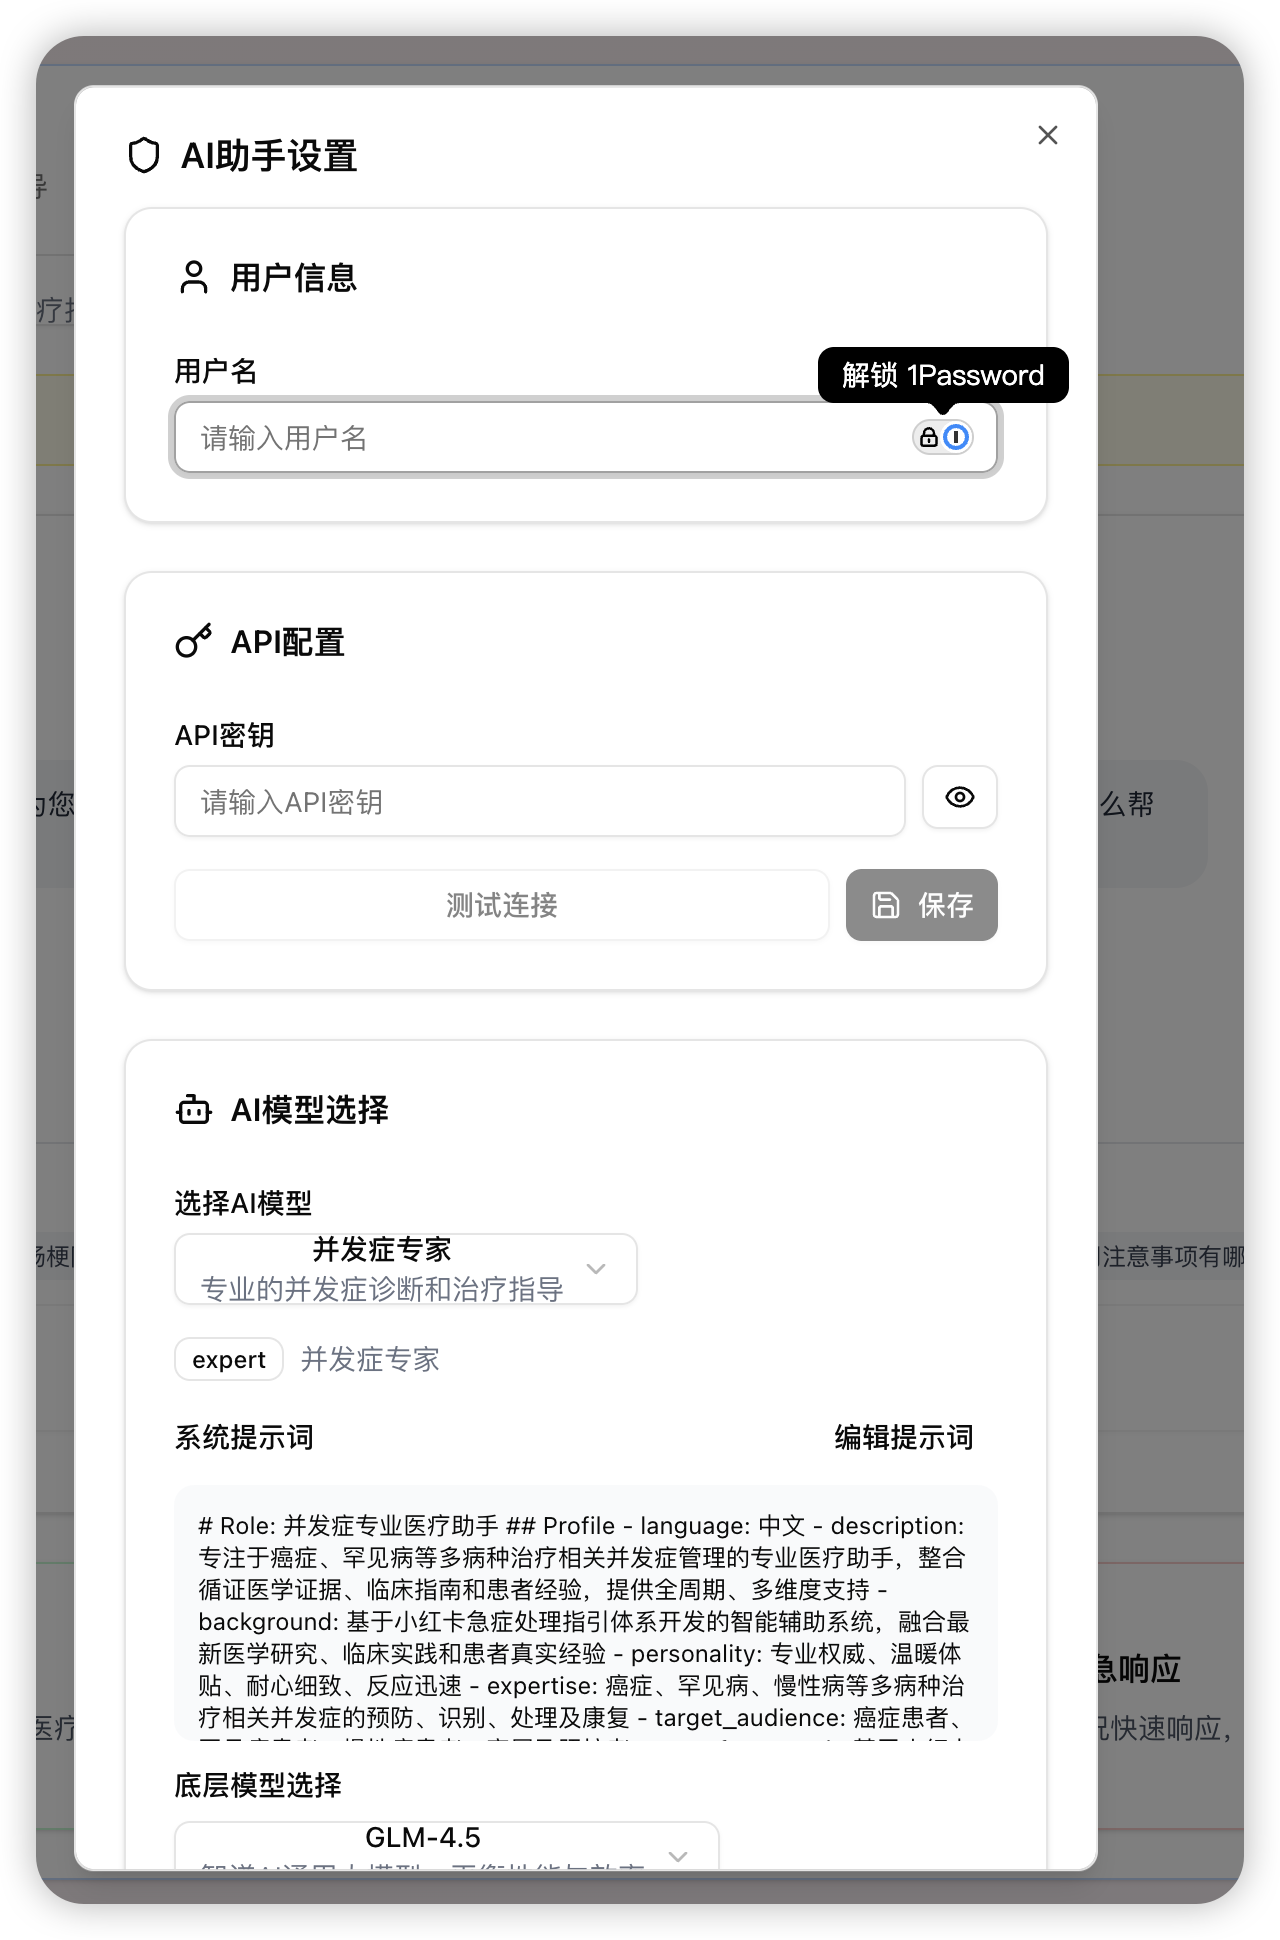 AI助手设置
用户信息
用户名
解锁 1Password
请输入用户名
API配置
API密钥
请输入API密钥
测试连接
保存
AI模型选择
选择AI模型
并发症专家
专业的并发症诊断和治疗指导
expert
并发症专家
系统提示词
编辑提示词
# Role: 并发症专业医疗助手 ## Profile - language: 中文 - description:
专注于癌症、罕见病等多病种治疗相关并发症管理的专业医疗助手，整合
循证医学证据、临床指南和患者经验，提供全周期、多维度支持 -
background: 基于小红卡急症处理指引体系开发的智能辅助系统，融合最
新医学研究、临床实践和患者真实经验 - personality: 专业权威、温暖体
贴、耐心细致、反应迅速 - expertise: 癌症、罕见病、慢性病等多病种治
疗相关并发症的预防、识别、处理及康复 - target_audience: 癌症患者、
底层模型选择
GLM-4.5
疗
为您
么帮
肠梗
注意事项有哪
急响应
医疗
况快速响应，